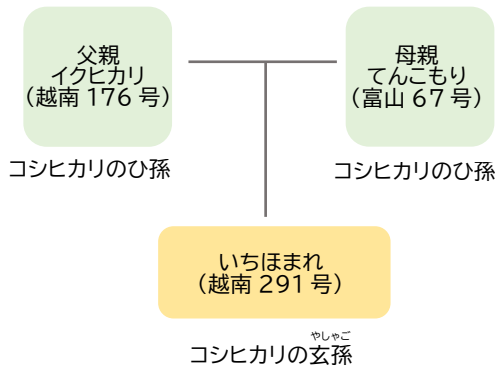 父親
イクヒカリ
（越南 176 号）
母親
てんこもり
（富山 67 号）
コシヒカリのひ孫
コシヒカリのひ孫
いちほまれ
（越南 291 号）
やしゃご
コシヒカリの玄孫